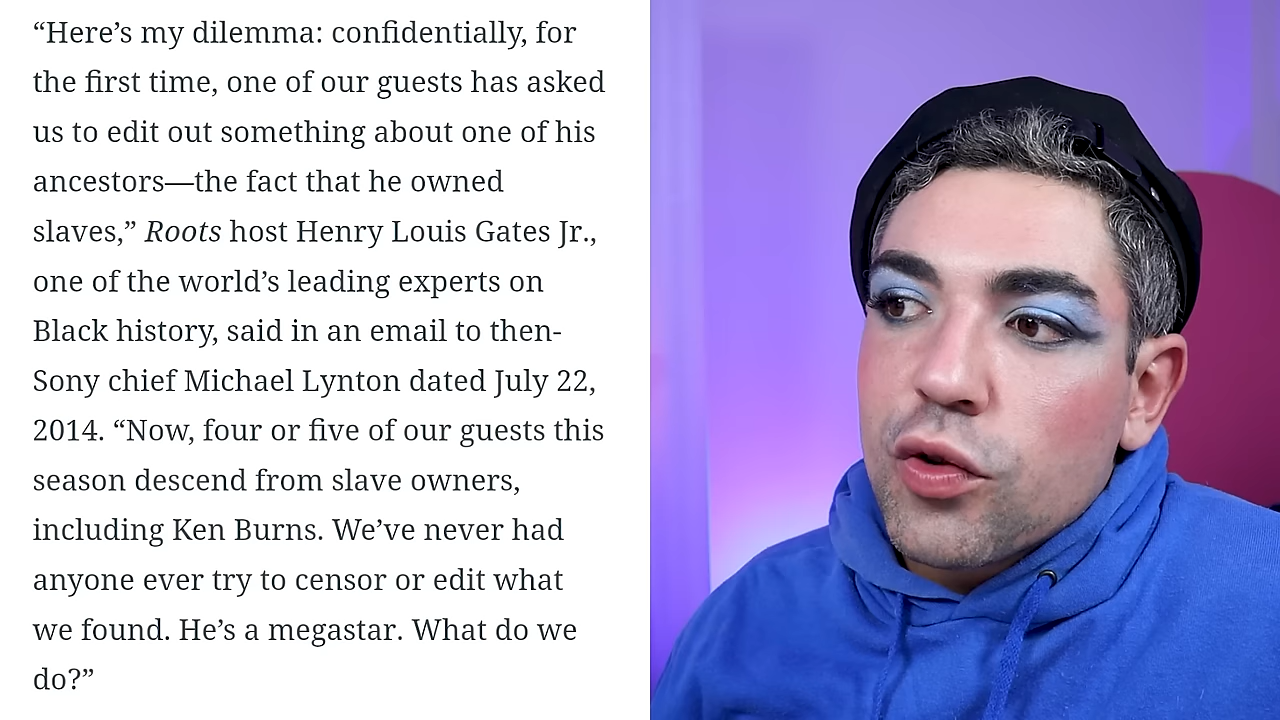 “Here’s my dilemma: confidentially, for
the first time, one of our guests has asked
us to edit out something about one of his
ancestors—the fact that he owned
slaves,” Roots host Henry Louis Gates Jr.,
one of the world’s leading experts on
Black history, said in an email to then-
Sony chief Michael Lynton dated July 22,
2014. “Now, four or five of our guests this
season descend from slave owners,
including Ken Burns. We’ve never had
anyone ever try to censor or edit what
we found. He’s a megastar. What do we
do?”